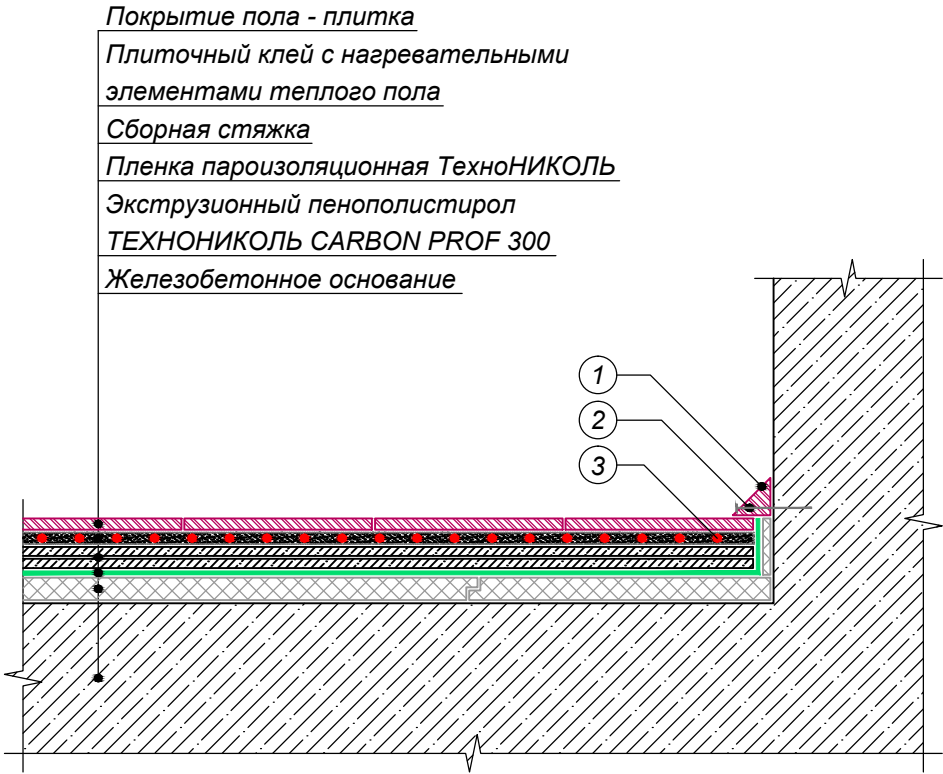 Покрытие пола - плитка
Плиточный клей с нагревательными
элементами теплого пола
Сборная стяжка
Пленка пароизоляционная ТехноНИКОЛЬ
Экструзионный пенополистирол
ТЕХНОНИКОЛЬ CARBON PROF 300
Железобетонное основание
1
2
3